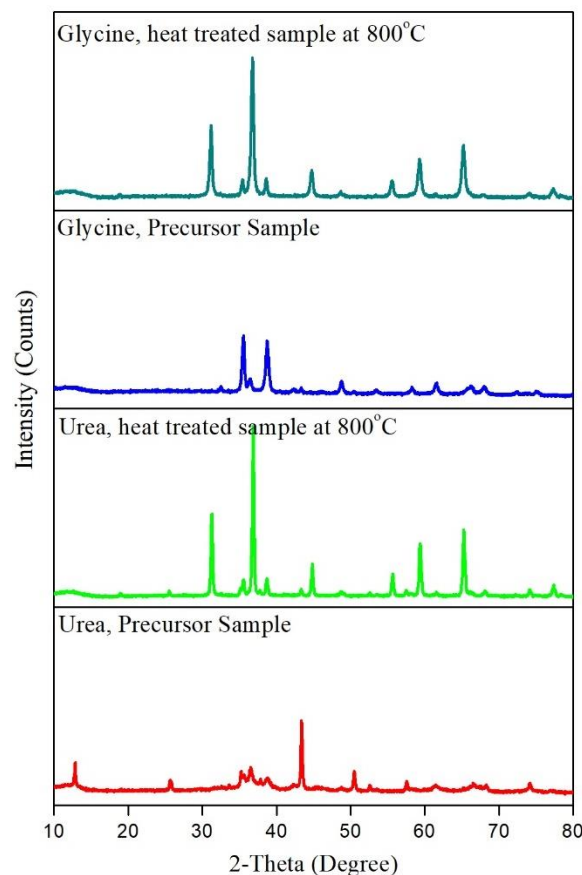 Glycine, heat treated sample at 800°C
Glycine, Precursor Sample
Urea, heat treated sample at 800°C
Urea, Precursor Sample
Intensity (Counts)
10 20 30 40 50 60 70 80
2-Theta (Degree)